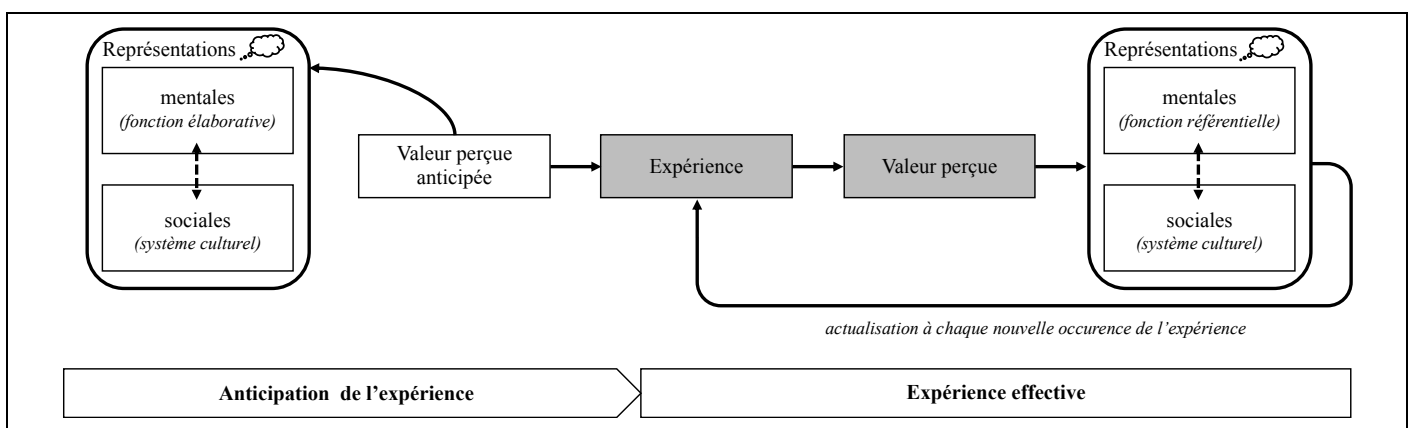 Représentations
mentales
(fonction élaborative)
sociales
(système culturel)
Valeur perçue
anticipée
Expérience
Valeur perçue
Représentations
mentales
(fonction référentielle)
sociales
(système culturel)
actualisation à chaque nouvelle occurence de l’expérience
Anticipation de l’expérience
Expérience effective